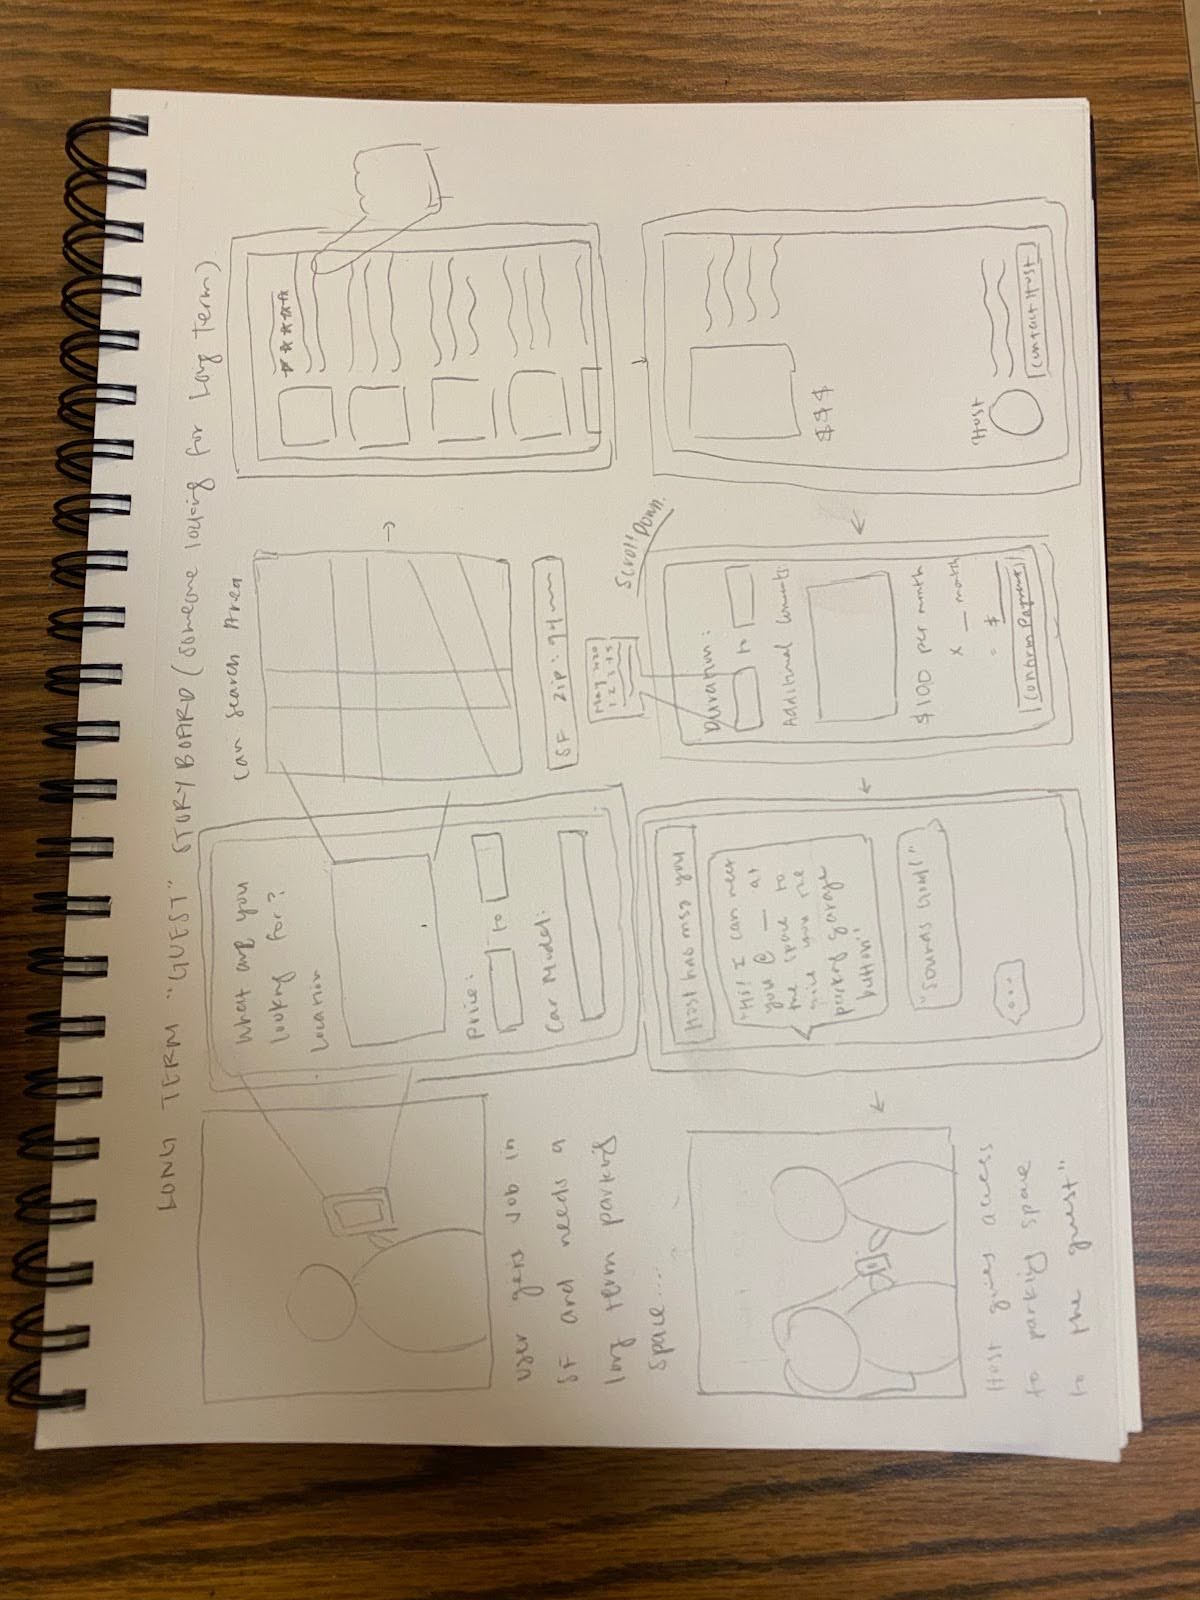 LONG TERM "GUEST" STORYBOARD (someone looking for Long Term)
What are you
looking for?
Location
Price:
to
Car Model:
Can Search Area
SF Zip: 94
User gets Job in
SF and needs a
long term parking
space....
May 2020
1 2 3 4 5
Scroll Down.
$$$
Host
Contact Host
Duration:
to
Additional Comments
$100 per month
x __ month
= $
Confirm Payment
Host has msg you
"Hi! I can meet
you @ __ at
the space to
give you the
parking garage
button"
"Sounds Good!"
...
Host gives access
to parking space
to the guest"